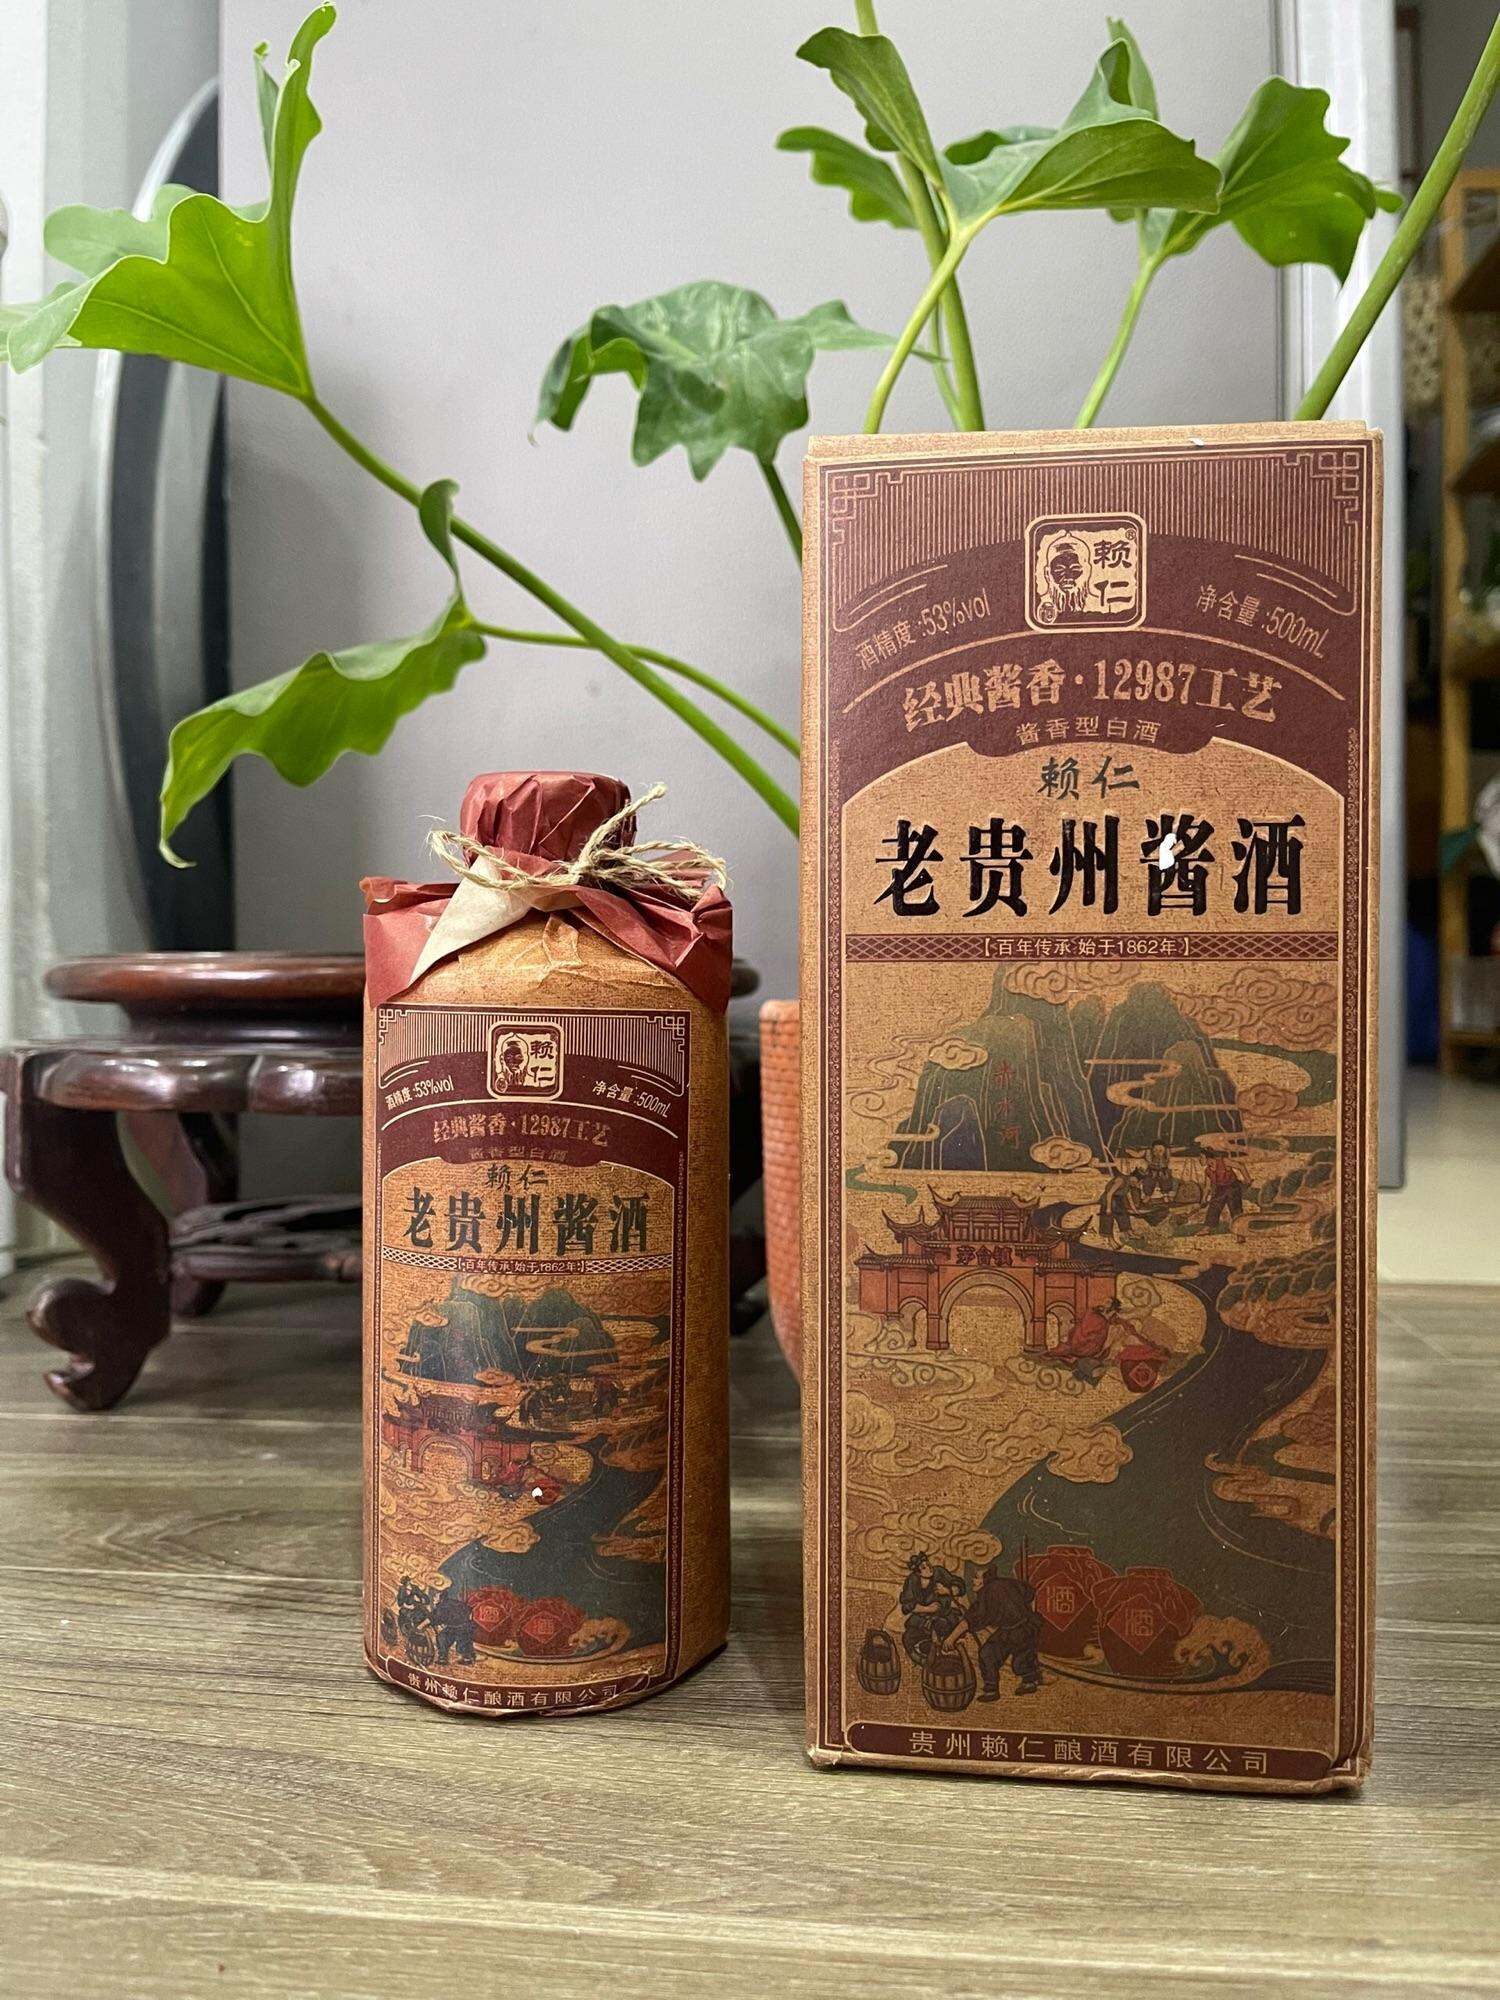 赖仁®
酒精度:53%vol
净含量:500mL
经典酱香·12987工艺
酱香型白酒
赖仁
老贵州酱酒
【百年传承 始于1862年】
赤水河
茅台镇
酒
酒
贵州赖仁酿酒有限公司
赖仁
酒精度:53%vol
净含量:500mL
经典酱香·12987工艺
酱香型白酒
赖仁
老贵州酱酒
【百年传承 始于1862年】
酒
酒
贵州赖仁酿酒有限公司